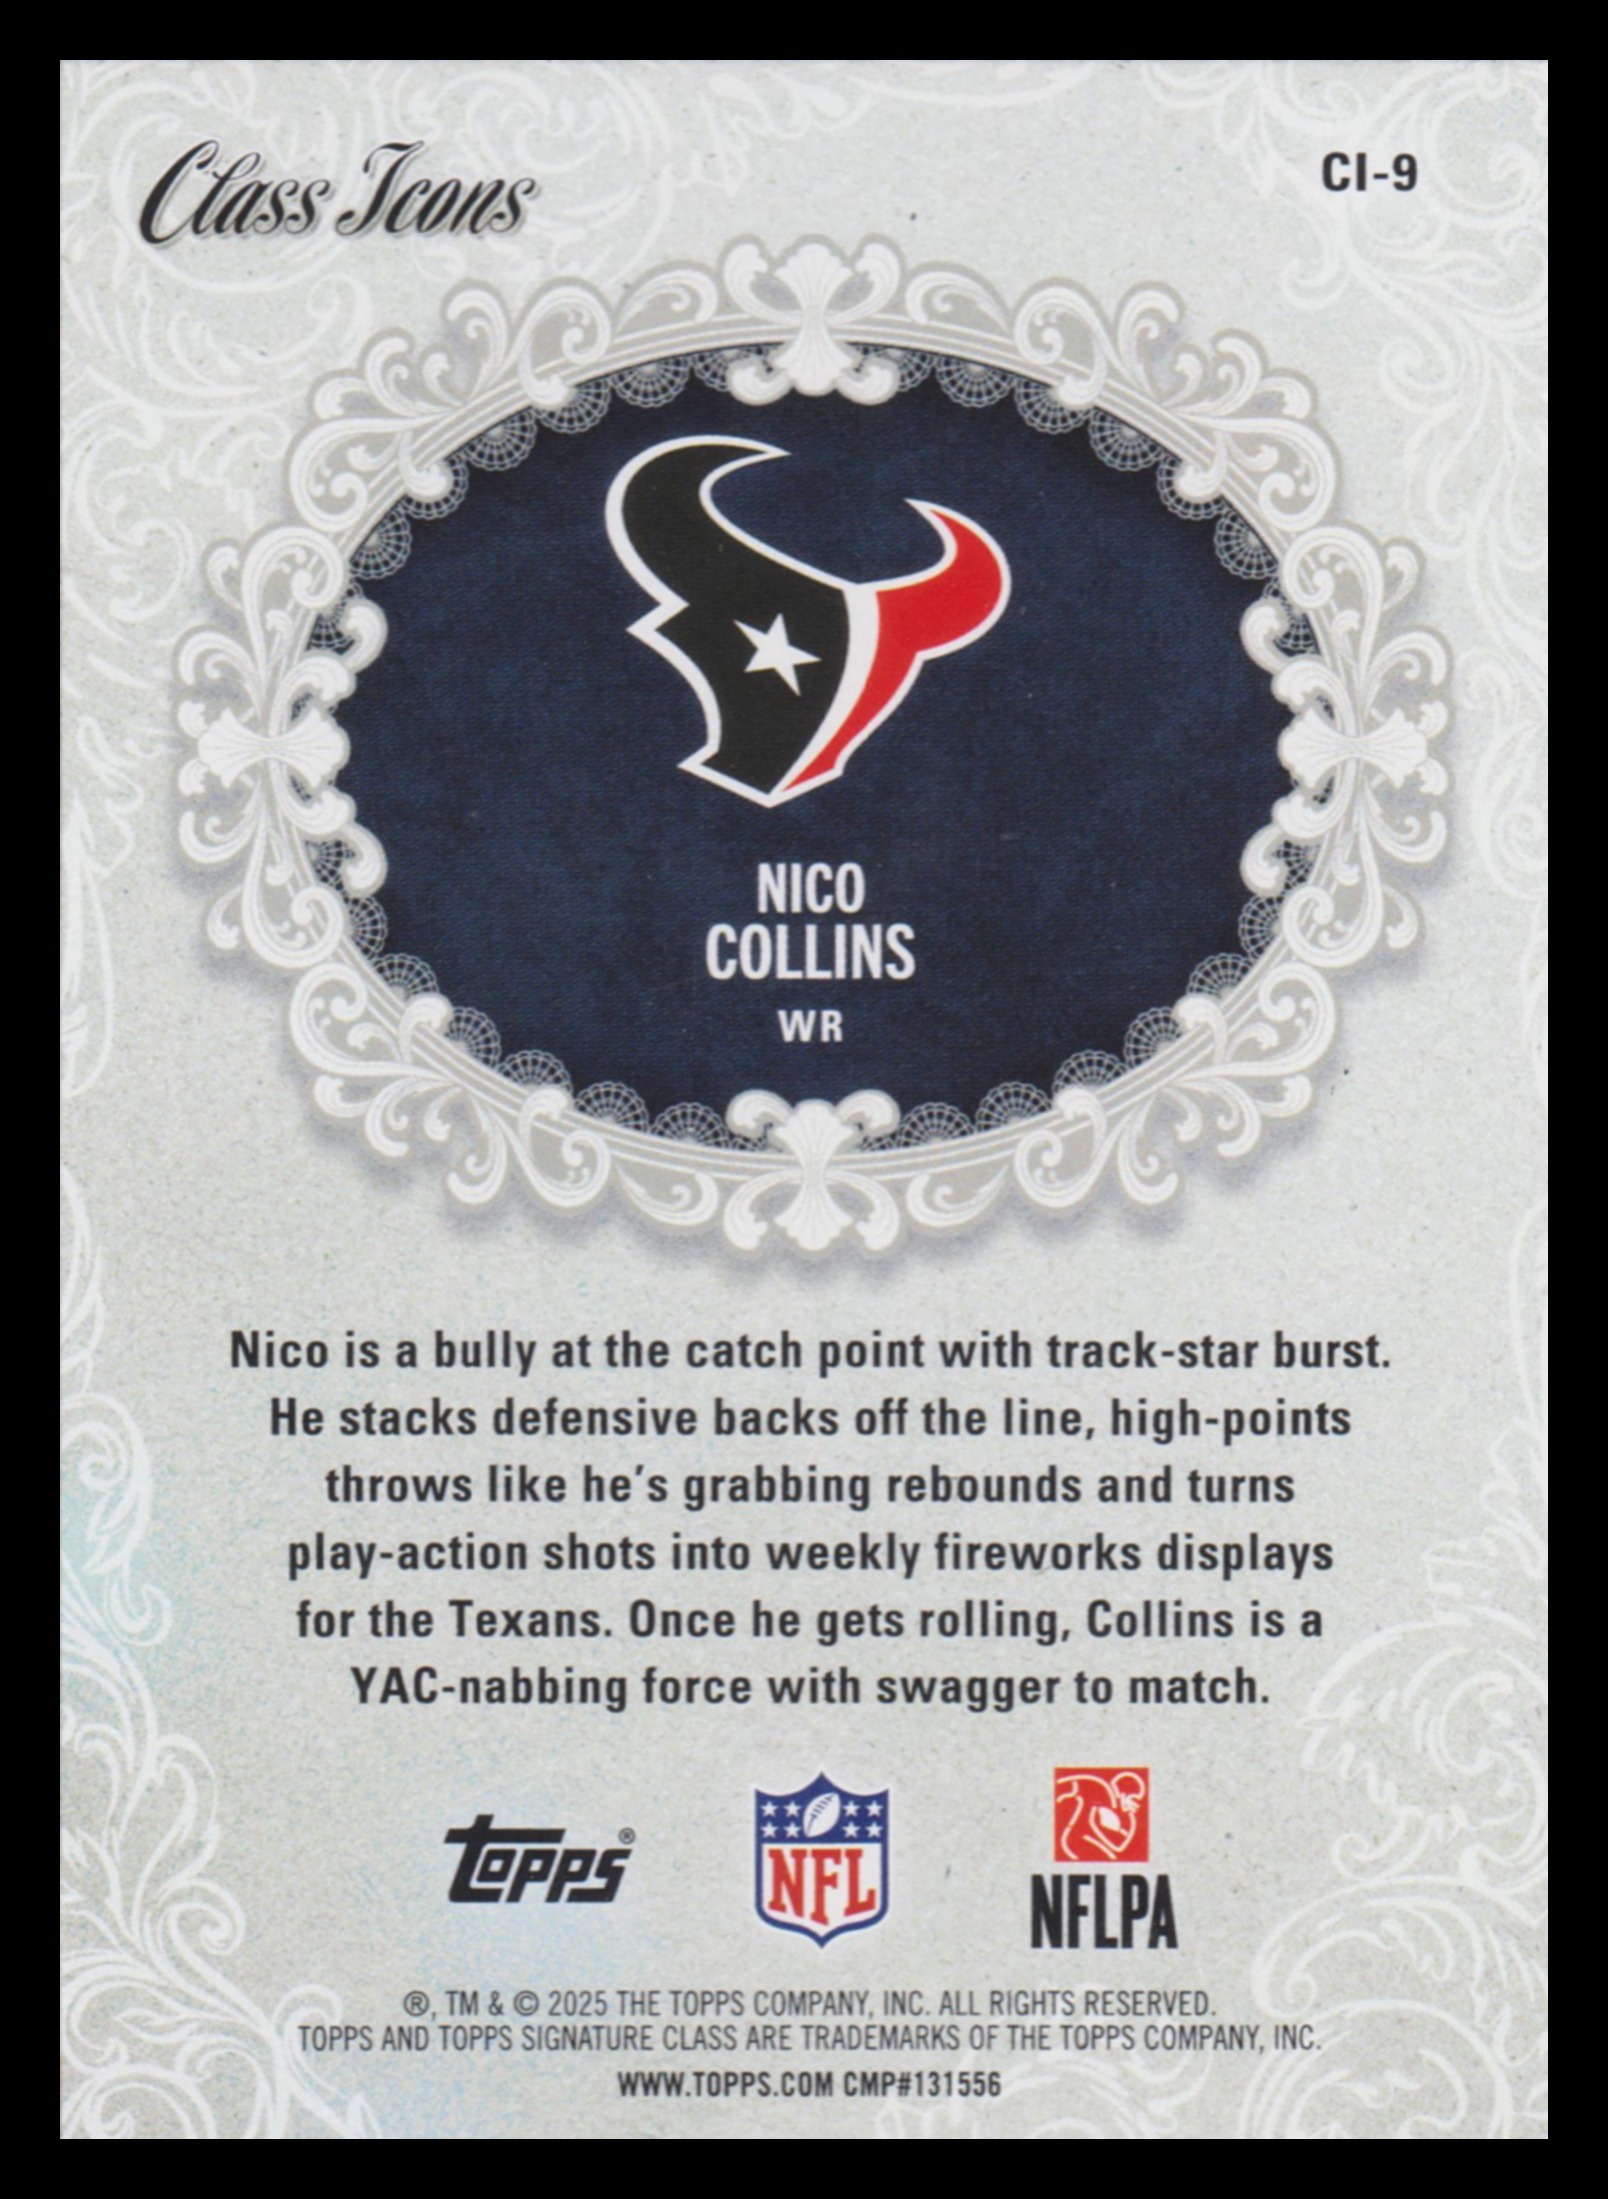 Class Icons
CI-9
NICO
COLLINS
WR
Nico is a bully at the catch point with track-star burst.
He stacks defensive backs off the line, high-points
throws like he's grabbing rebounds and turns
play-action shots into weekly fireworks displays
for the Texans. Once he gets rolling, Collins is a
YAC-nabbing force with swagger to match.
Topps®
NFL
NFLPA
®, TM & © 2025 THE TOPPS COMPANY, INC. ALL RIGHTS RESERVED.
TOPPS AND TOPPS SIGNATURE CLASS ARE TRADEMARKS OF THE TOPPS COMPANY, INC.
WWW.TOPPS.COM CMP#131556